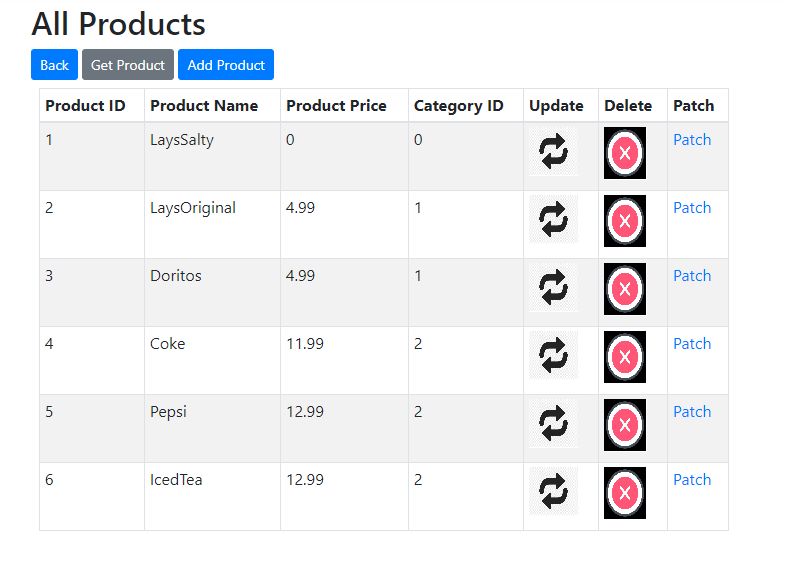 All Products
Back Get Product Add Product
Product ID Product Name Product Price Category ID Update Delete Patch
1 LaysSalty 0 0 X Patch
2 LaysOriginal 4.99 1 X Patch
3 Doritos 4.99 1 X Patch
4 Coke 11.99 2 X Patch
5 Pepsi 12.99 2 X Patch
6 IcedTea 12.99 2 X Patch